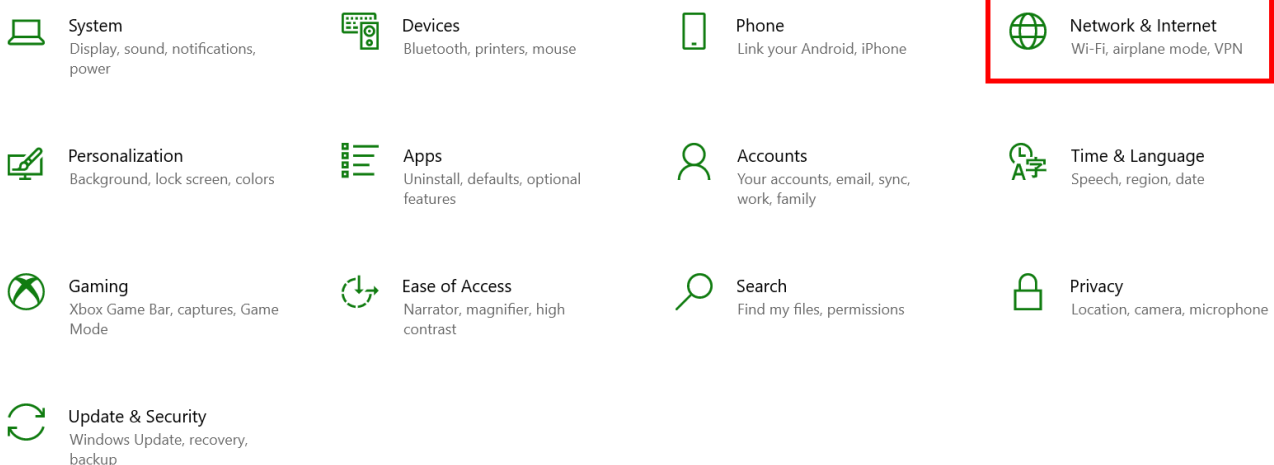 System
Display, sound, notifications,
power
Devices
Bluetooth, printers, mouse
Phone
Link your Android, iPhone
Network & Internet
Wi-Fi, airplane mode, VPN
Personalization
Background, lock screen, colors
Apps
Uninstall, defaults, optional
features
Accounts
Your accounts, email, sync,
work, family
Time & Language
Speech, region, date
Gaming
Xbox Game Bar, captures, Game
Mode
Ease of Access
Narrator, magnifier, high
contrast
Search
Find my files, permissions
Privacy
Location, camera, microphone
Update & Security
Windows Update, recovery,
backup